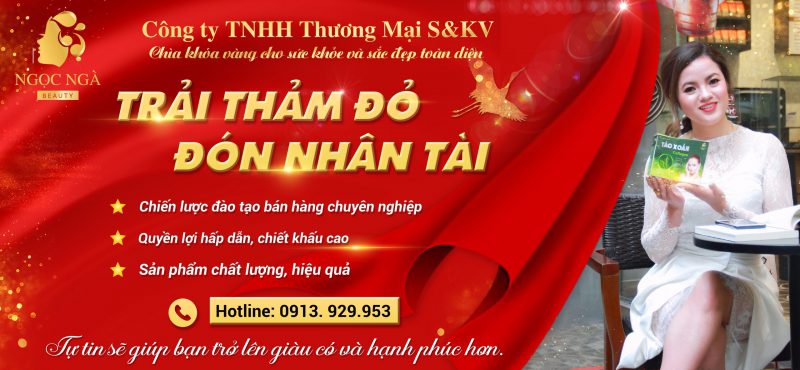 Công ty TNHH Thương Mại S&KV
Chìa khóa vàng cho sức khỏe và sắc đẹp toàn diện
NGỌC NGÀ
BEAUTY
TRẢI THẢM ĐỎ
ĐÓN NHÂN TÀI
Chiến lược đào tạo bán hàng chuyên nghiệp
Quyền lợi hấp dẫn, chiết khấu cao
Sản phẩm chất lượng, hiệu quả
Hotline: 0913. 929.953
Tự tin sẽ giúp bạn trở lên giàu có và hạnh phúc hơn.
TẢO XOẮN
Collagen